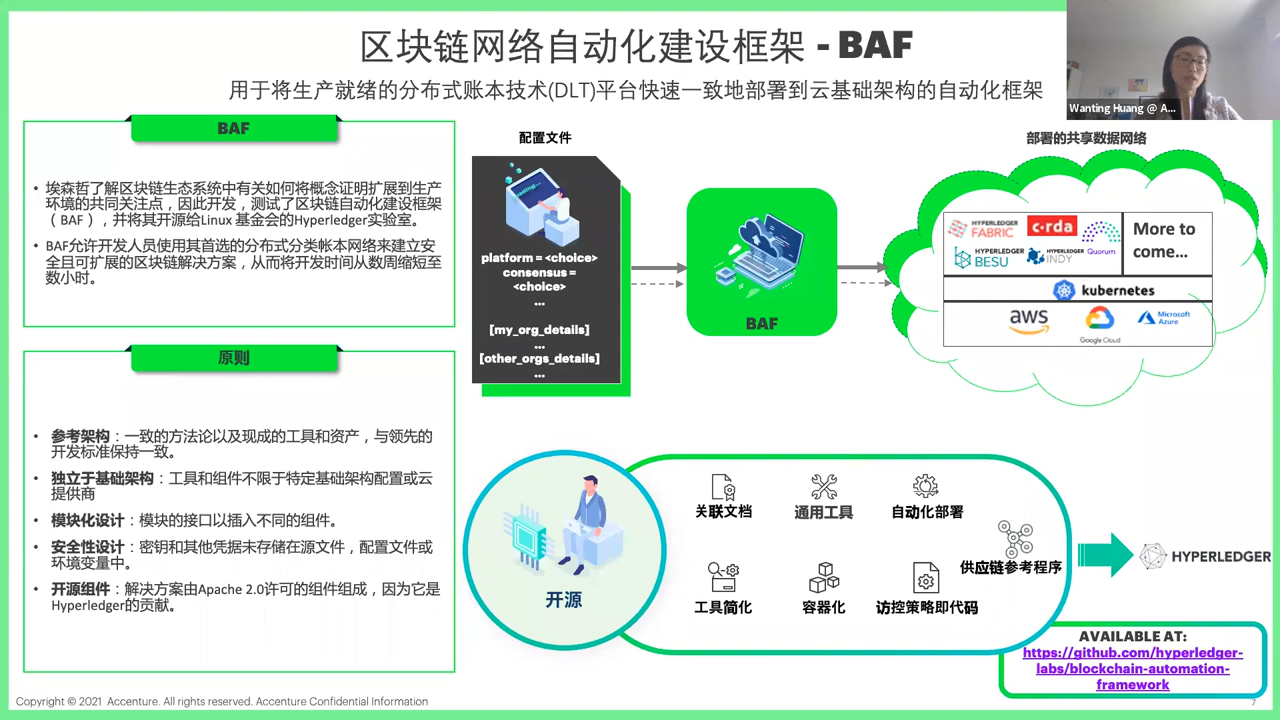 区块链网络自动化建设框架 - BAF
用于将生产就绪的分布式账本技术(DLT)平台快速一致地部署到云基础架构的自动化框架
Wanting Huang @ A...
BAF
• 埃森哲了解区块链生态系统中有关如何将概念证明扩展到生产
环境的共同关注点，因此开发，测试了区块链自动化建设框架
（BAF），并将其开源给Linux 基金会的Hyperledger实验室。
• BAF允许开发人员使用其首选的分布式分类帐本网络来建立安
全且可扩展的区块链解决方案，从而将开发时间从数周缩短至
数小时。
原则
• 参考架构：一致的方法论以及现成的工具和资产，与领先的
开发标准保持一致。
• 独立于基础架构：工具和组件不限于特定基础架构配置或云
提供商
• 模块化设计：模块的接口以插入不同的组件。
• 安全性设计：密钥和其他凭据未存储在源文件，配置文件或
环境变量中。
• 开源组件：解决方案由Apache 2.0许可的组件组成，因为它是
Hyperledger的贡献。
配置文件
Loading...
platform = <choice>
consensus =
<choice>
...
[my_org_details]
...
[other_orgs_details]
...
BAF
部署的共享数据网络
HYPERLEDGER
FABRIC
c·rda
Quorum
HYPERLEDGER
BESU
HYPERLEDGER
INDY
More to
come...
kubernetes
aws
Google Cloud
Microsoft
Azure
开源
关联文档
通用工具
自动化部署
供应链参考程序
工具简化
容器化
访控策略即代码
HYPERLEDGER
AVAILABLE AT:
https://github.com/hyperledger-
labs/blockchain-automation-
framework
Copyright © 2021 Accenture. All rights reserved. Accenture Confidential Information
7